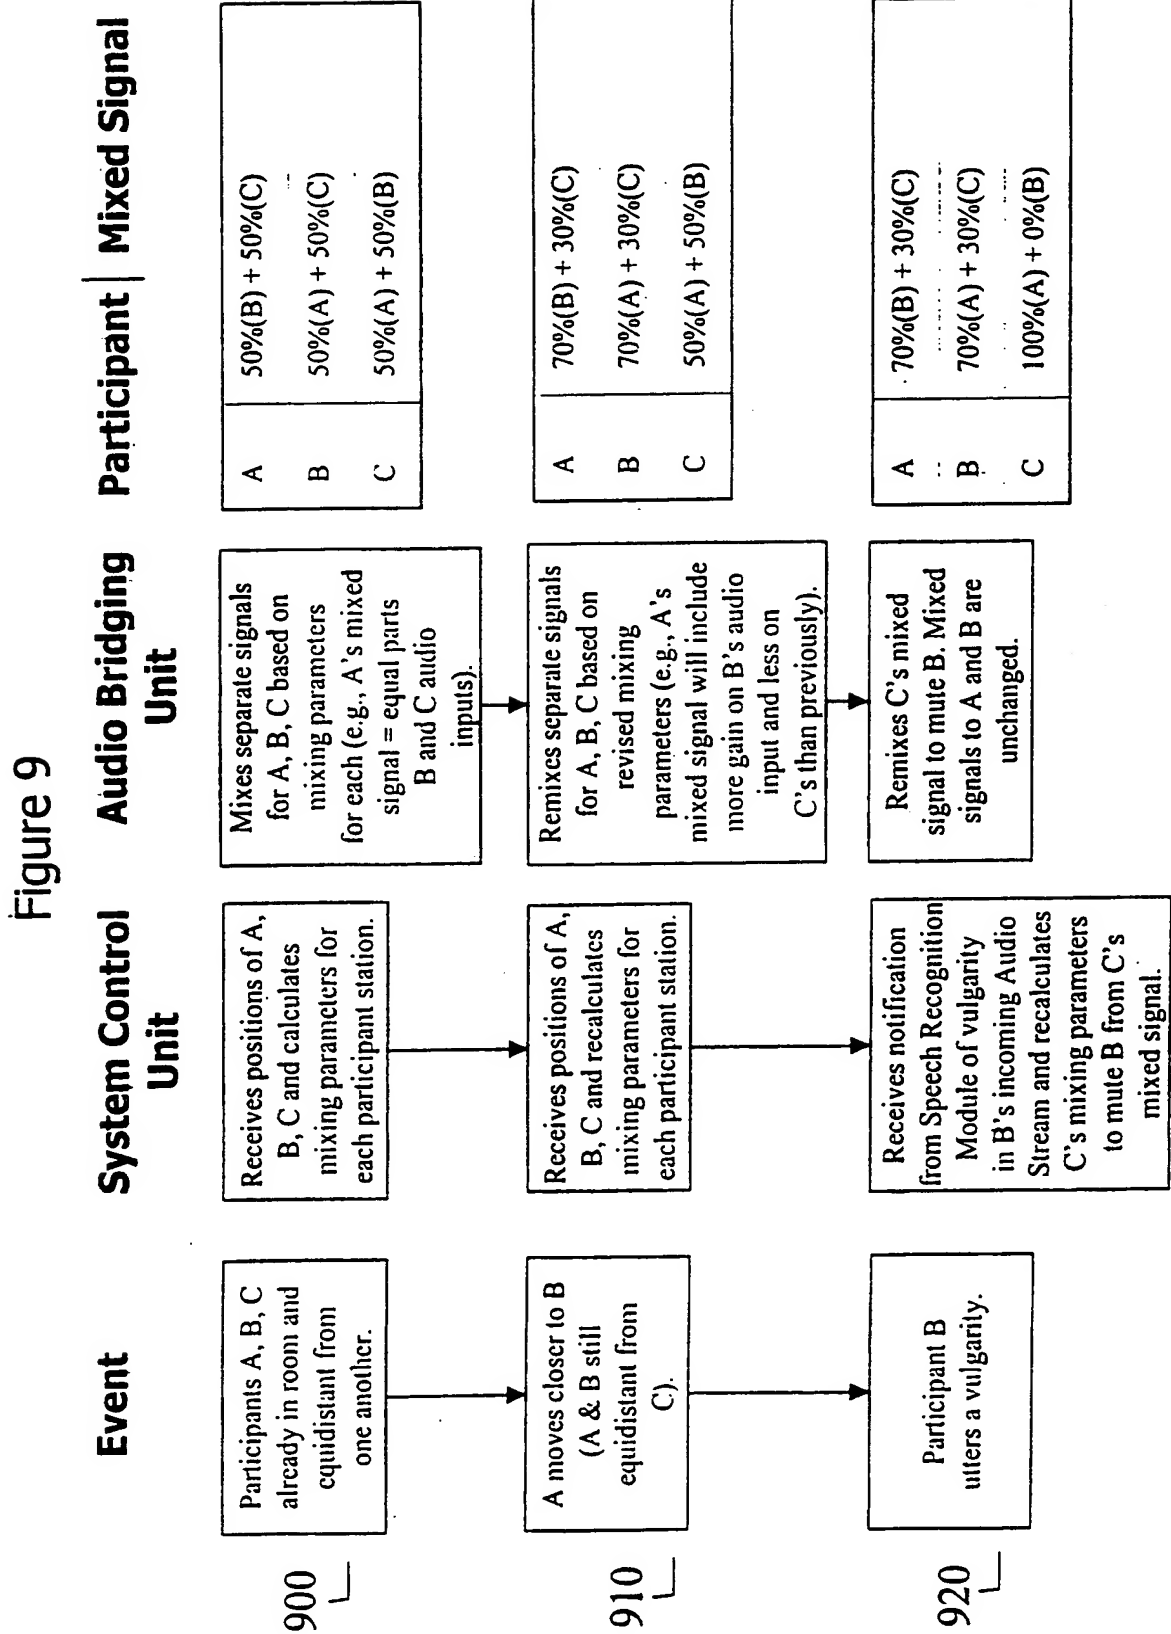 Figure 9
Event
System Control
Unit
Audio Bridging
Unit
Participant | Mixed Signal
900
Participants A, B, C
already in room and
equidistant from
one another.
Receives positions of A,
B, C and calculates
mixing parameters for
each participant station.
Mixes separate signals
for A, B, C based on
mixing parameters
for each (e.g., A's mixed
signal = equal parts
B and C audio
inputs).
A 50%(B) + 50%(C)
B 50%(A) + 50%(C)
C 50%(A) + 50%(B)
910
A moves closer to B
(A & B still
equidistant from
C).
Receives positions of A,
B, C and recalculates
mixing parameters for
each participant station.
Remixes separate signals
for A, B, C based on
revised mixing
parameters (e.g., A's
mixed signal will include
more gain on B's audio
input and less on
C's than previously).
A 70%(B) + 30%(C)
B 70%(A) + 30%(C)
C 50%(A) + 50%(B)
920
Participant B
utters a vulgarity.
Receives notification
from Speech Recognition
Module of vulgarity
in B's incoming Audio
Stream and recalculates
C's mixing parameters
to mute B from C's
mixed signal.
Remixes C's mixed
signal to mute B. Mixed
signals to A and B are
unchanged.
A 70%(B) + 30%(C)
B 70%(A) + 30%(C)
C 100%(A) + 0%(B)